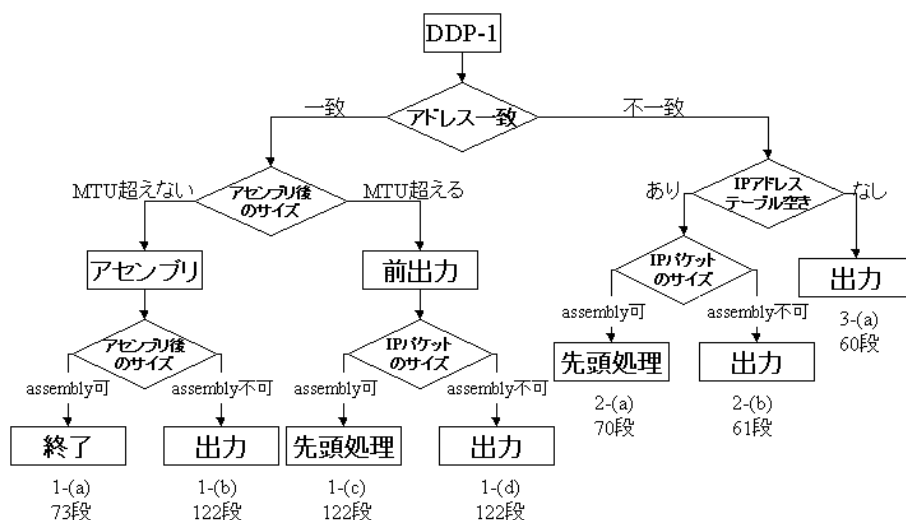 DDP-1
一致
アドレス一致
不一致
MTU超えない
アセンブリ後
のサイズ
MTU超える
あり
IPアドレス
テーブル空き
なし
アセンブリ
前出力
IPパケット
のサイズ
出力
3-(a)
60段
assembly可
assembly不可
アセンブリ後
のサイズ
IPパケット
のサイズ
先頭処理
2-(a)
70段
出力
2-(b)
61段
assembly可
assembly不可
assembly可
assembly不可
終了
1-(a)
73段
出力
1-(b)
122段
先頭処理
1-(c)
122段
出力
1-(d)
122段